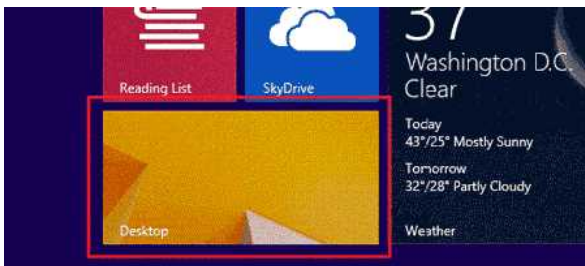 Reading List
SkyDrive
Desktop
37
Washington D.C.
Clear
Today
43°/25° Mostly Sunny
Tomorrow
32°/28° Partly Cloudy
Weather